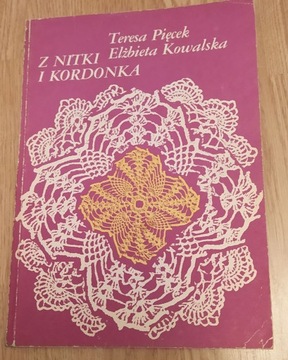 Teresa Pięcek
Elżbieta Kowalska
Z NITKI
I KORDONKA